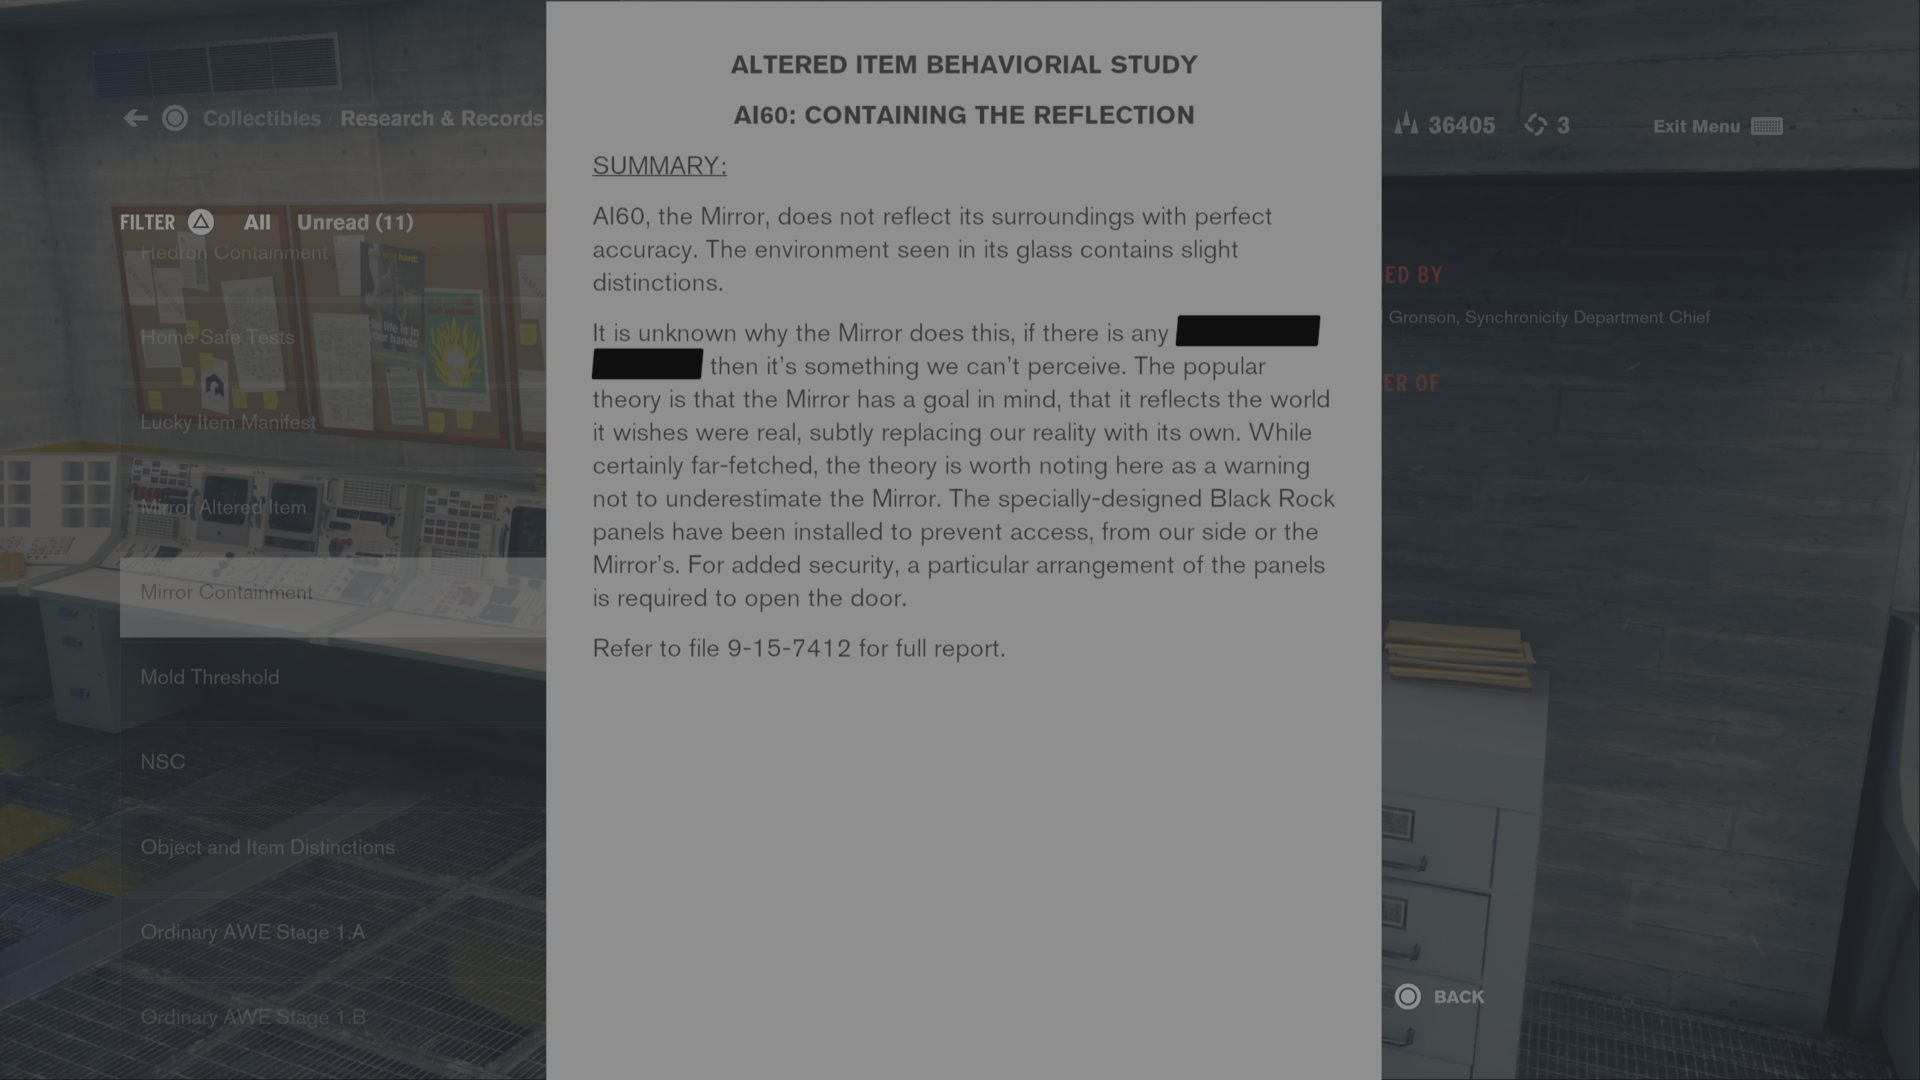 ALTERED ITEM BEHAVIORIAL STUDY
AI60: CONTAINING THE REFLECTION
SUMMARY:
AI60, the Mirror, does not reflect its surroundings with perfect
accuracy. The environment seen in its glass contains slight
distinctions.
It is unknown why the Mirror does this, if there is any
then it's something we can't perceive. The popular
theory is that the Mirror has a goal in mind, that it reflects the world
it wishes were real, subtly replacing our reality with its own. While
certainly far-fetched, the theory is worth noting here as a warning
not to underestimate the Mirror. The specially-designed Black Rock
panels have been installed to prevent access, from our side or the
Mirror's. For added security, a particular arrangement of the panels
is required to open the door.
Refer to file 9-15-7412 for full report.
Collectibles / Research & Records
FILTER All Unread (11)
Hedron Containment
Home Safe Tests
Lucky Item Manifest
Mirror Altered Item
Mirror Containment
Mold Threshold
NSC
Object and Item Distinctions
Ordinary AWE Stage 1.A
Ordinary AWE Stage 1.B
36405 3 Exit Menu
ED BY
Gronson, Synchronicity Department Chief
ER OF
BACK